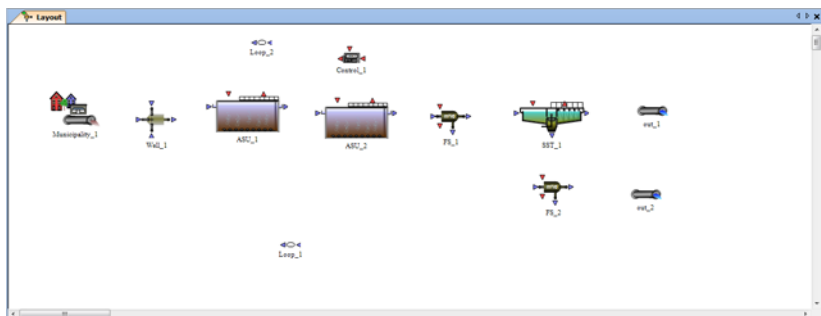 Layout
Loop_2
Control_1
Municipality_1
Well_1
ASU_1
ASU_2
FS_1
SST_1
out_1
FS_2
out_2
Loop_1